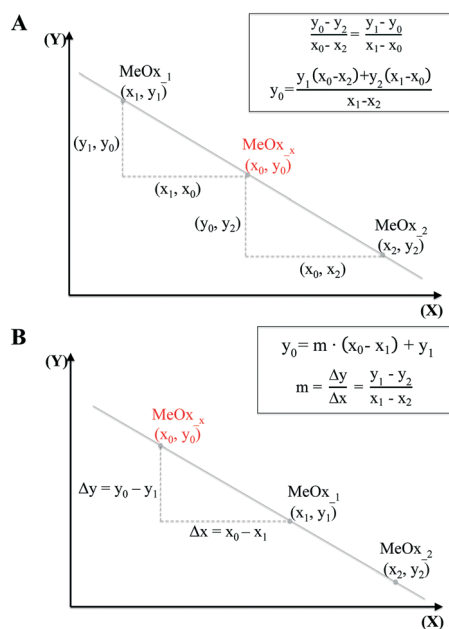 A
(Y)
y₀ - y₂ / x₀ - x₂ = y₁ - y₀ / x₁ - x₀
y₀ = y₁(x₀-x₂)+y₂(x₁-x₀) / x₁-x₂
MeOx_1
(x₁, y₁)
(y₁, y₀)
(x₁, x₀)
MeOx_x
(x₀, y₀)
(y₀, y₂)
(x₀, x₂)
MeOx_2
(x₂, y₂)
(X)
B
(Y)
y₀ = m · (x₀- x₁) + y₁
m = Δy / Δx = y₁ - y₂ / x₁ - x₂
MeOx_x
(x₀, y₀)
Δy = y₀ – y₁
Δx = x₀ – x₁
MeOx_1
(x₁, y₁)
MeOx_2
(x₂, y₂)
(X)